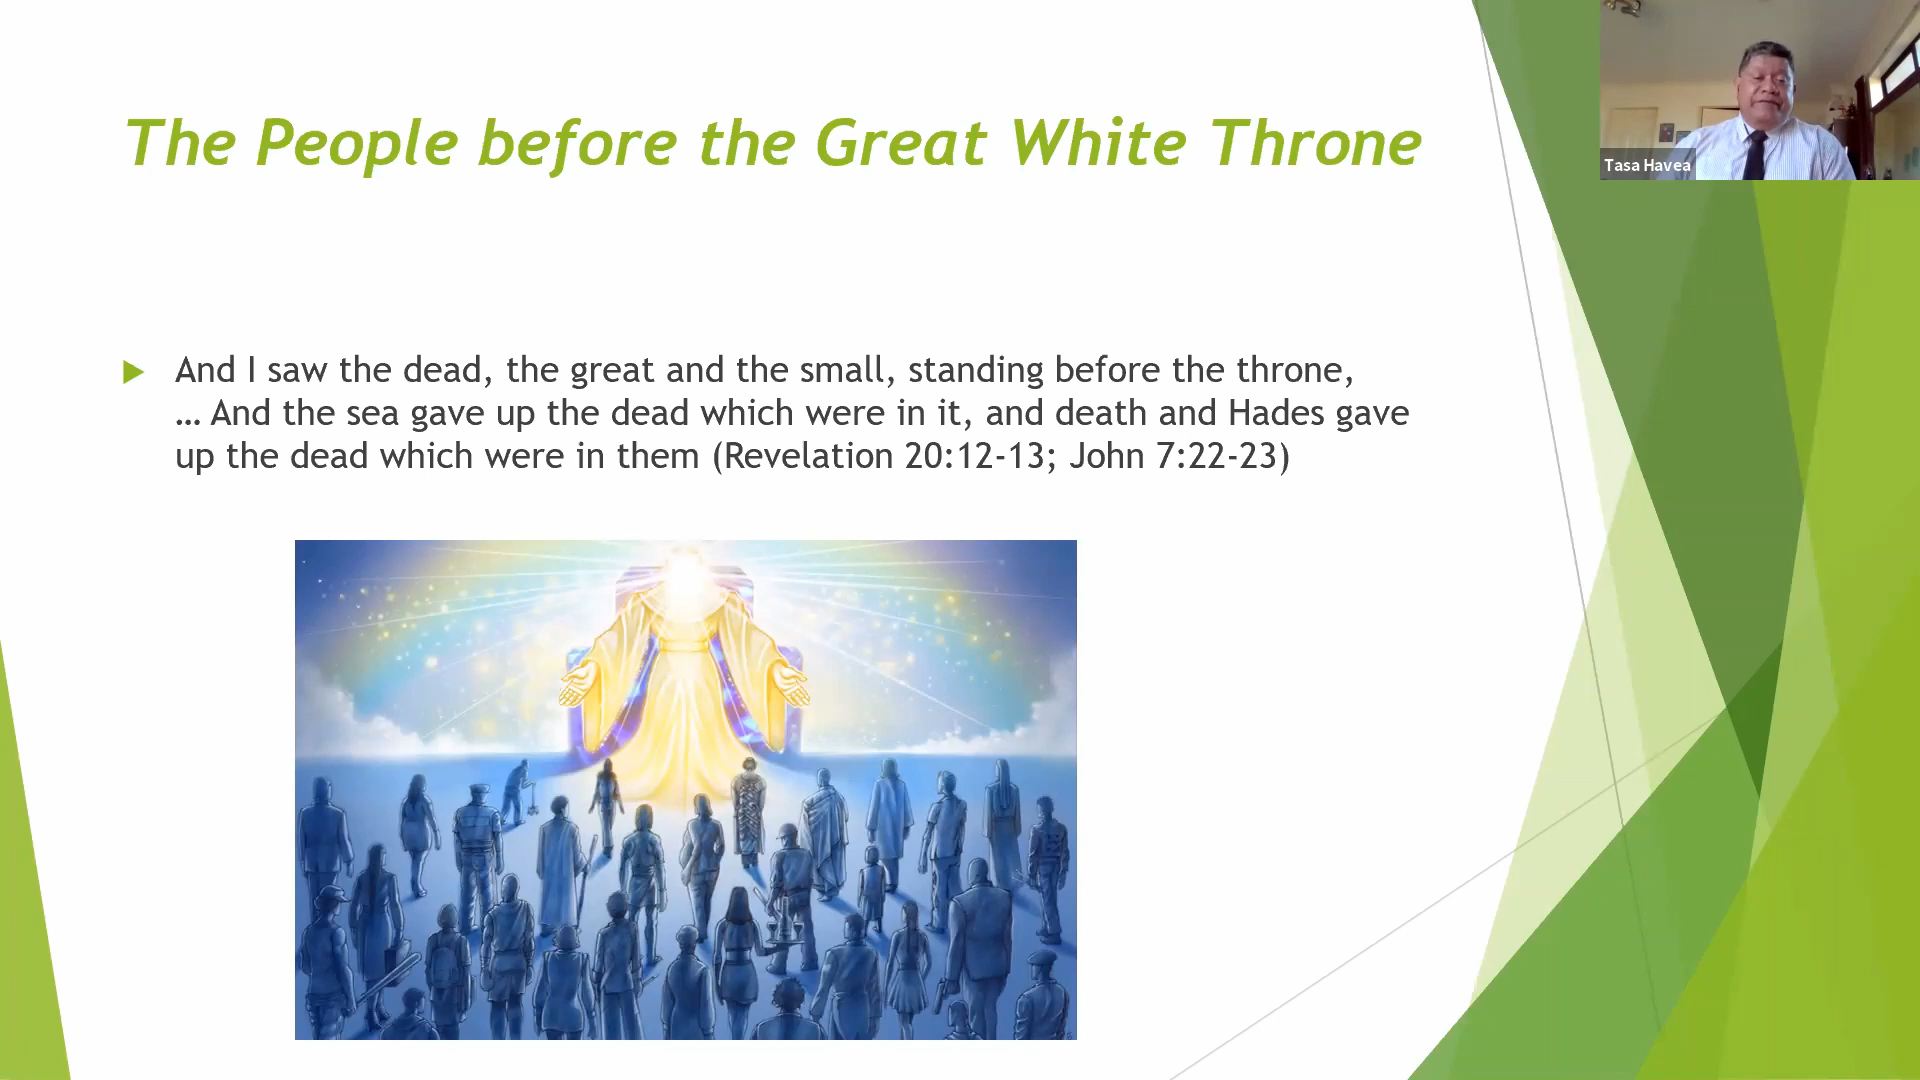 The People before the Great White Throne
Tasa Havea
And I saw the dead, the great and the small, standing before the throne,
… And the sea gave up the dead which were in it, and death and Hades gave
up the dead which were in them (Revelation 20:12-13; John 7:22-23)